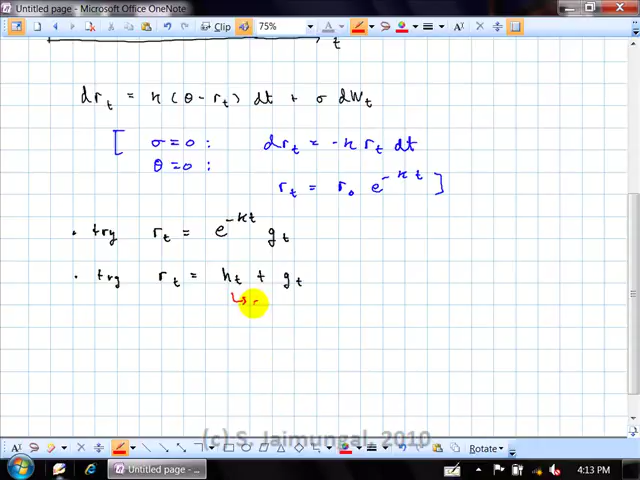 Untitled page - Microsoft Office OneNote
Clip
75%
t
dr_t = κ (θ - r_t) dt + σ dW_t
[ σ = 0 : dr_t = -κ r_t dt
θ = 0 :
r_t = r_0 e^{-κt} ]
· try r_t = e^{-κt} g_t
· try r_t = h_t + g_t
(c) S. Jaimungal, 2010
Rotate
Untitled page - ...
4:13 PM